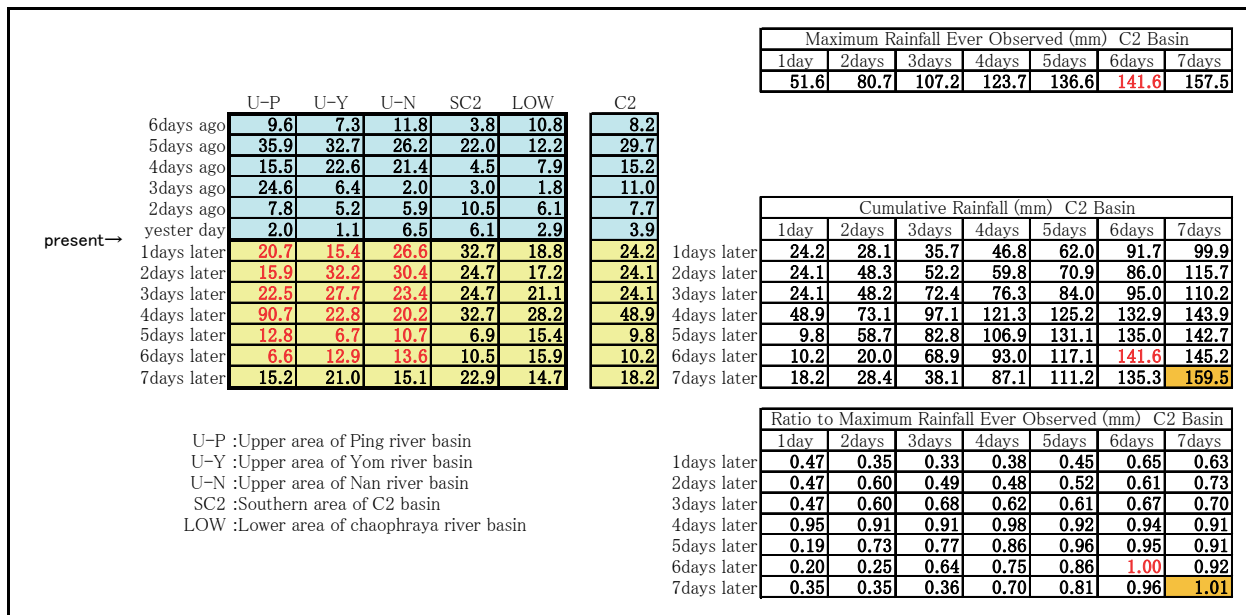 Maximum Rainfall Ever Observed (mm) C2 Basin
1day 2days 3days 4days 5days 6days 7days
51.6 80.7 107.2 123.7 136.6 141.6 157.5
U-P U-Y U-N SC2 LOW C2
6days ago 9.6 7.3 11.8 3.8 10.8 8.2
5days ago 35.9 32.7 26.2 22.0 12.2 29.7
4days ago 15.5 22.6 21.4 4.5 7.9 15.2
3days ago 24.6 6.4 2.0 3.0 1.8 11.0
2days ago 7.8 5.2 5.9 10.5 6.1 7.7
yester day 2.0 1.1 6.5 6.1 2.9 3.9
present→
1days later 20.7 15.4 26.6 32.7 18.8 24.2
2days later 15.9 32.2 30.4 24.7 17.2 24.1
3days later 22.5 27.7 23.4 24.7 21.1 24.1
4days later 90.7 22.8 20.2 32.7 28.2 48.9
5days later 12.8 6.7 10.7 6.9 15.4 9.8
6days later 6.6 12.9 13.6 10.5 15.9 10.2
7days later 15.2 21.0 15.1 22.9 14.7 18.2
Cumulative Rainfall (mm) C2 Basin
1day 2days 3days 4days 5days 6days 7days
1days later 24.2 28.1 35.7 46.8 62.0 91.7 99.9
2days later 24.1 48.3 52.2 59.8 70.9 86.0 115.7
3days later 24.1 48.2 72.4 76.3 84.0 95.0 110.2
4days later 48.9 73.1 97.1 121.3 125.2 132.9 143.9
5days later 9.8 58.7 82.8 106.9 131.1 135.0 142.7
6days later 10.2 20.0 68.9 93.0 117.1 141.6 145.2
7days later 18.2 28.4 38.1 87.1 111.2 135.3 159.5
U-P :Upper area of Ping river basin
U-Y :Upper area of Yom river basin
U-N :Upper area of Nan river basin
SC2 :Southern area of C2 basin
LOW :Lower area of chaophraya river basin
Ratio to Maximum Rainfall Ever Observed (mm) C2 Basin
1day 2days 3days 4days 5days 6days 7days
1days later 0.47 0.35 0.33 0.38 0.45 0.65 0.63
2days later 0.47 0.60 0.49 0.48 0.52 0.61 0.73
3days later 0.47 0.60 0.68 0.62 0.61 0.67 0.70
4days later 0.95 0.91 0.91 0.98 0.92 0.94 0.91
5days later 0.19 0.73 0.77 0.86 0.96 0.95 0.91
6days later 0.20 0.25 0.64 0.75 0.86 1.00 0.92
7days later 0.35 0.35 0.36 0.70 0.81 0.96 1.01